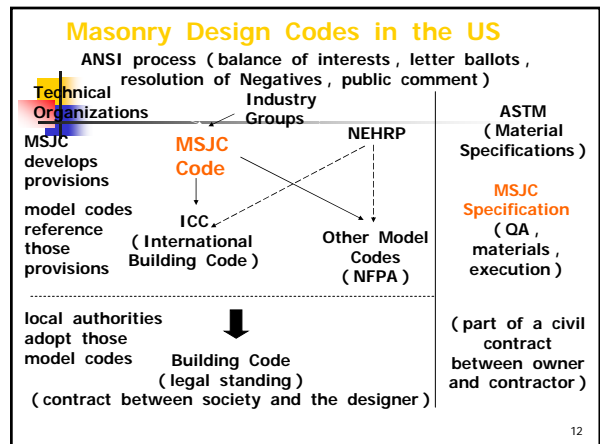 Masonry Design Codes in the US
ANSI process ( balance of interests , letter ballots ,
resolution of Negatives , public comment )
Technical
Organizations
Industry
Groups
MSJC
develops
provisions
MSJC
Code
NEHRP
model codes
reference
those
provisions
ICC
( International
Building Code )
Other Model
Codes
( NFPA )
local authorities
adopt those
model codes
Building Code
( legal standing )
( contract between society and the designer )
ASTM
( Material
Specifications )
MSJC
Specification
( QA ,
materials ,
execution )
( part of a civil
contract
between owner
and contractor )
12